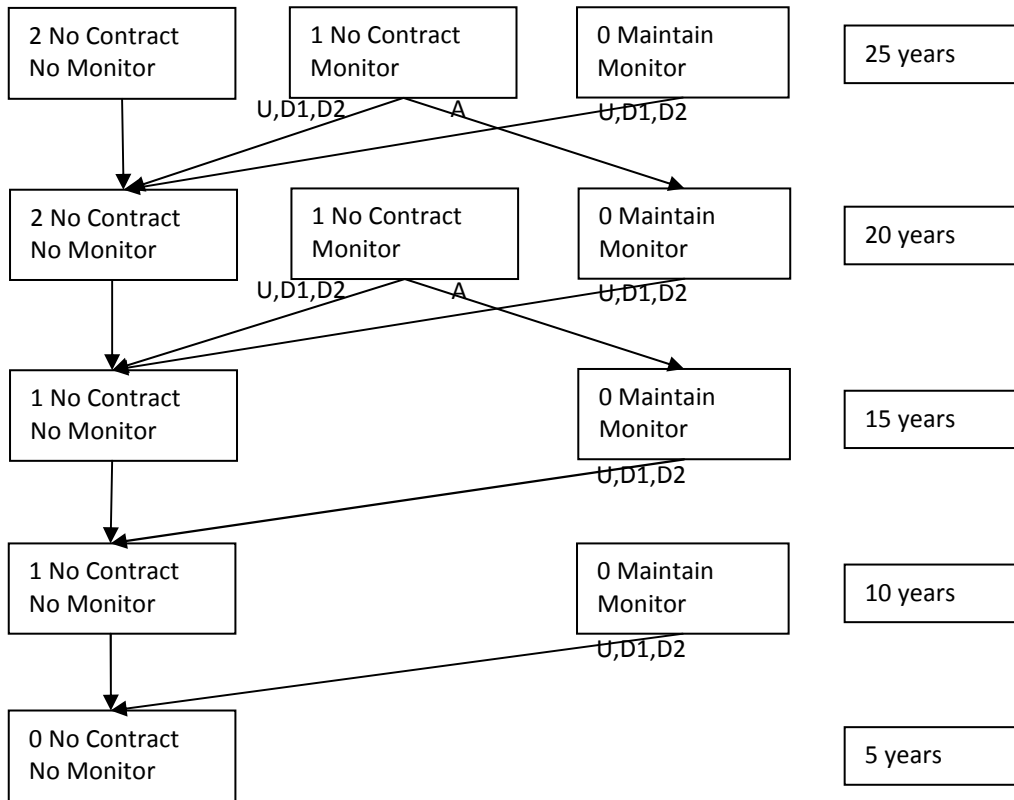 2 No Contract
No Monitor
1 No Contract
Monitor
0 Maintain
Monitor
25 years
U,D1,D2
A
U,D1,D2
2 No Contract
No Monitor
1 No Contract
Monitor
0 Maintain
Monitor
20 years
U,D1,D2
A
U,D1,D2
1 No Contract
No Monitor
0 Maintain
Monitor
15 years
U,D1,D2
1 No Contract
No Monitor
0 Maintain
Monitor
10 years
U,D1,D2
0 No Contract
No Monitor
5 years